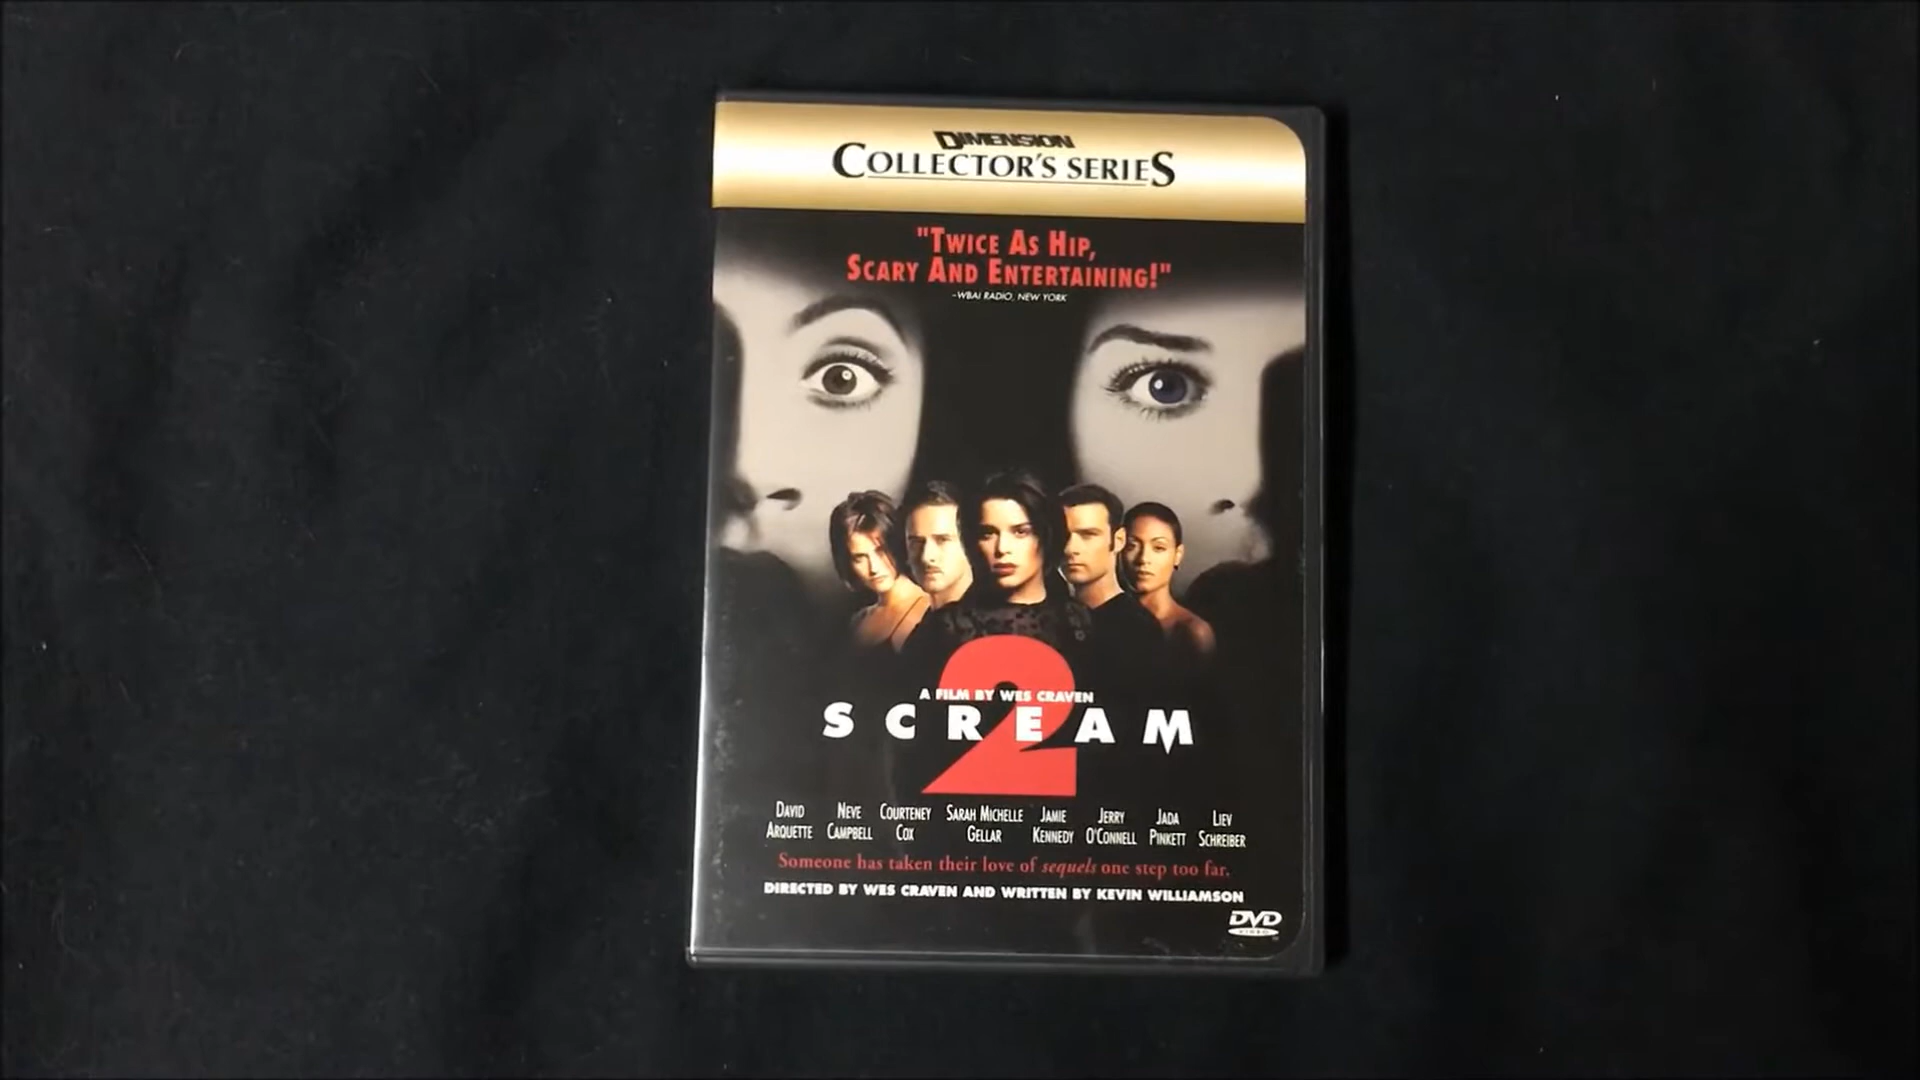 DIMENSION
COLLECTOR'S SERIES
"TWICE AS HIP,
SCARY AND ENTERTAINING!"
-WBAI RADIO, NEW YORK
2
A FILM BY WES CRAVEN
SCREAM
DAVID ARQUETTE
NEVE CAMPBELL
COURTENEY COX
SARAH MICHELLE GELLAR
JAMIE KENNEDY
JERRY O'CONNELL
JADA PINKETT
LIEV SCHREIBER
Someone has taken their love of sequels one step too far.
DIRECTED BY WES CRAVEN AND WRITTEN BY KEVIN WILLIAMSON
DVD
VIDEO